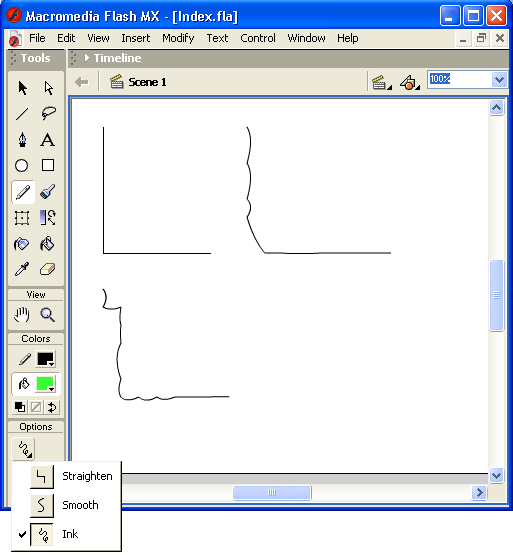 Macromedia Flash MX - [Index.fla]
File Edit View Insert Modify Text Control Window Help
Tools
Timeline
Scene 1
100%
A
View
Colors
Options
Straighten
Smooth
Ink